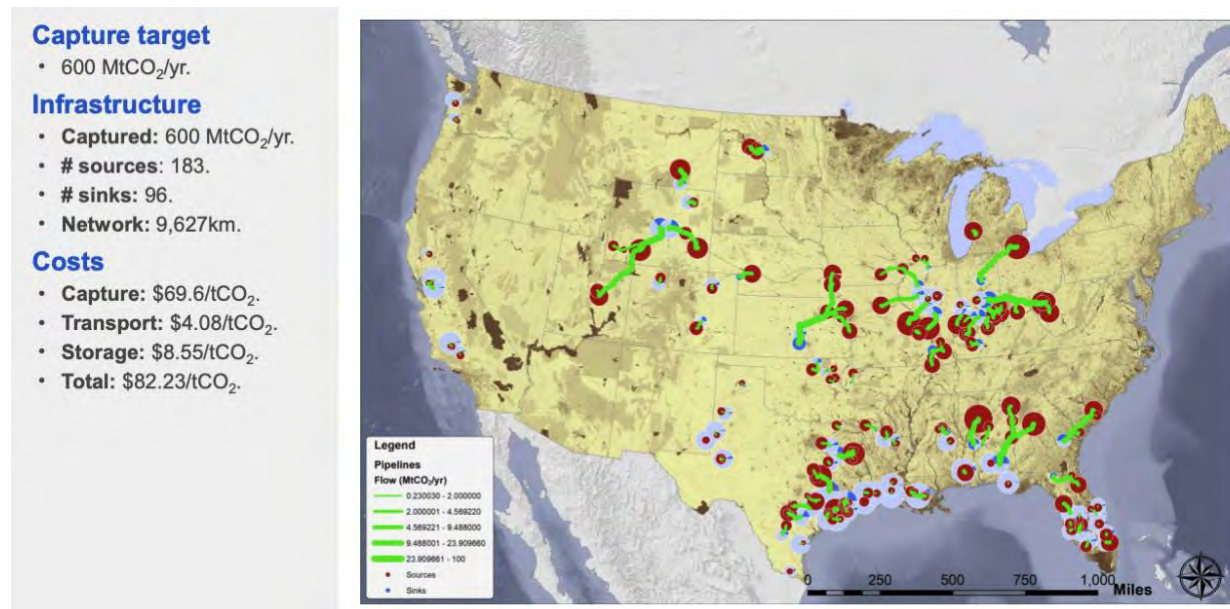 Capture target
• 600 MtCO₂/yr.
Infrastructure
• Captured: 600 MtCO₂/yr.
• # sources: 183.
• # sinks: 96.
• Network: 9,627km.
Costs
• Capture: $69.6/tCO₂.
• Transport: $4.08/tCO₂.
• Storage: $8.55/tCO₂.
• Total: $82.23/tCO₂.
Legend
Pipelines
Flow (MtCO₂/yr)
0.230030 - 2.000000
2.000001 - 4.569220
4.569221 - 9.488000
9.488001 - 23.909660
23.909661 - 100
Sources
Sinks
0 250 500 750 1,000
Miles